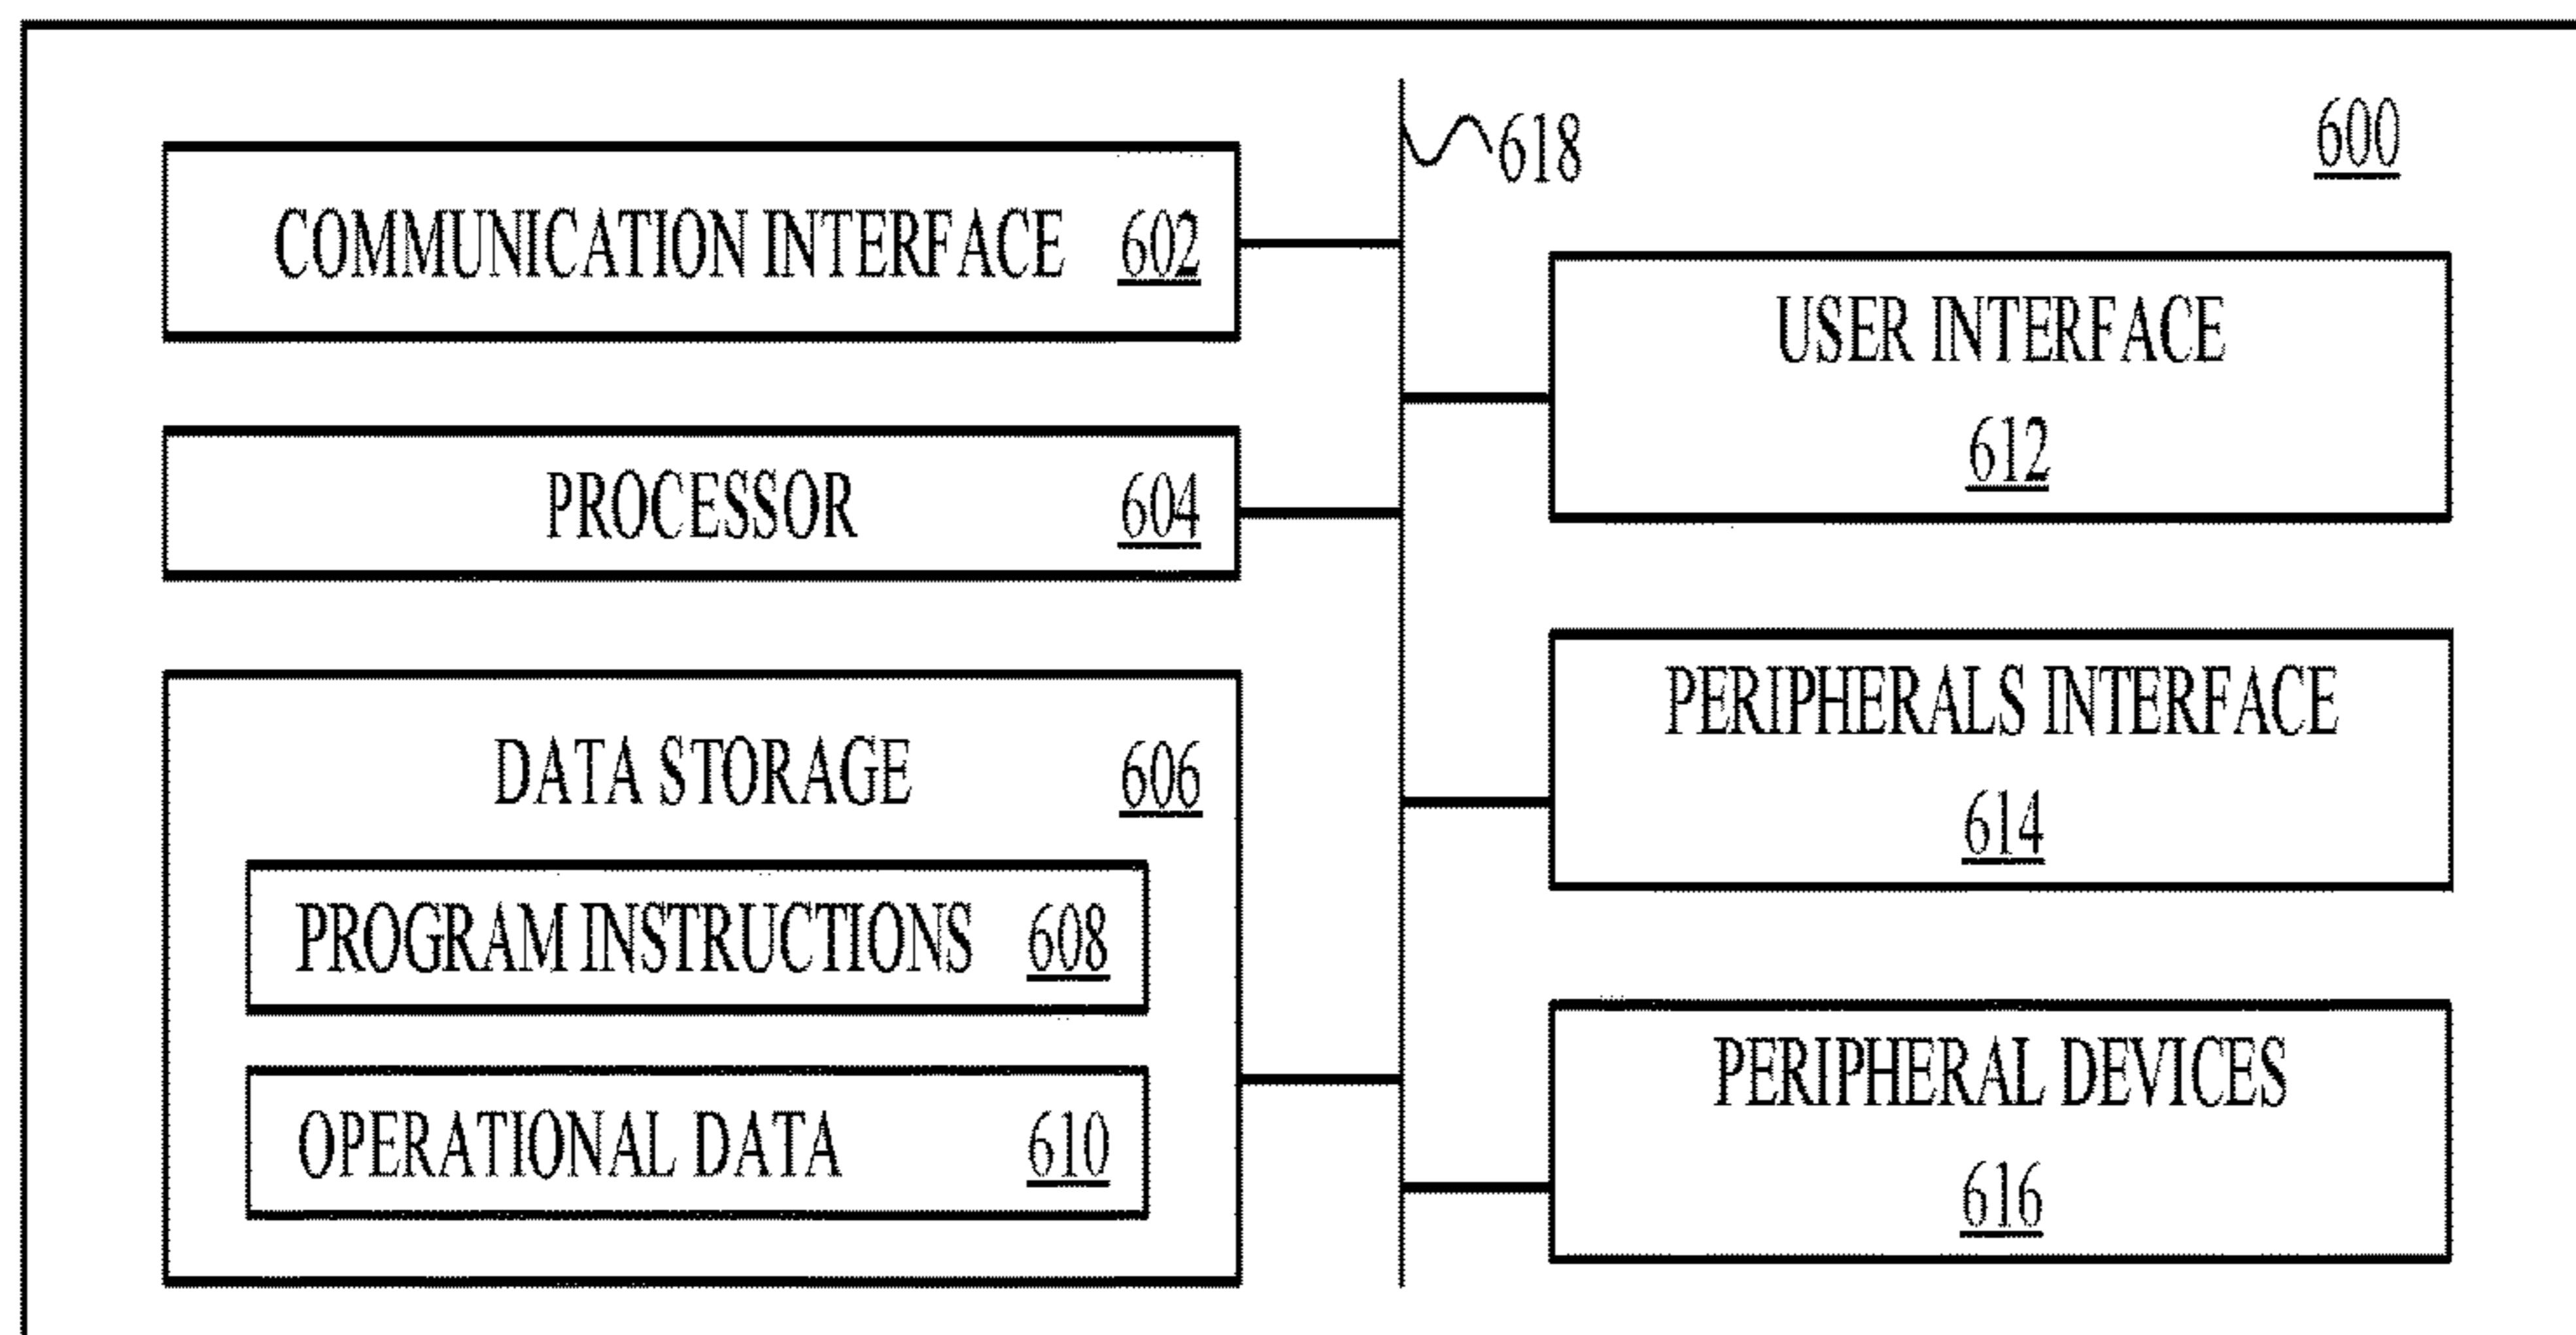 618
600
COMMUNICATION INTERFACE 602
USER INTERFACE
612
PROCESSOR 604
PERIPHERALS INTERFACE
614
DATA STORAGE 606
PROGRAM INSTRUCTIONS 608
OPERATIONAL DATA 610
PERIPHERAL DEVICES
616